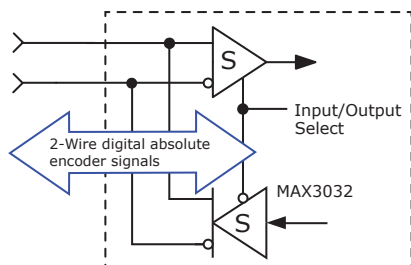 S
Input/Output
Select
2-Wire digital absolute
encoder signals
MAX3032
S